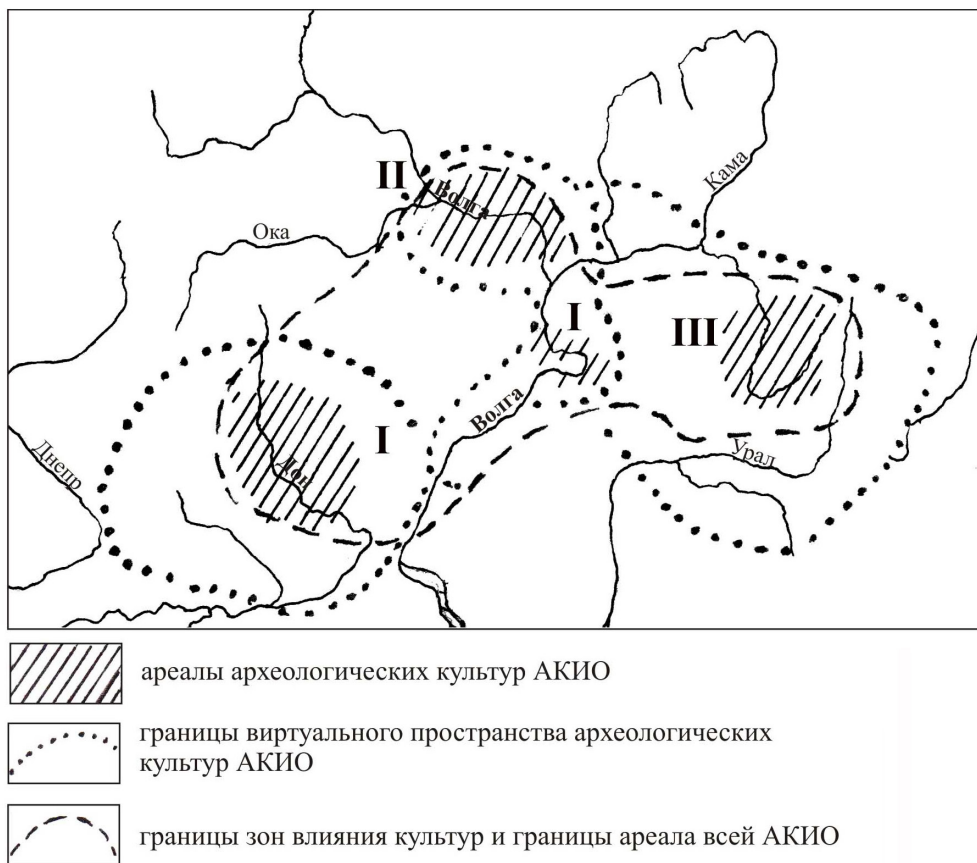 Кама
II
Волга
Ока
I
III
Волга
I
Урал
Днепр
Дон
ареалы археологических культур АКИО
границы виртуального пространства археологических
культур АКИО
границы зон влияния культур и границы ареала всей АКИО